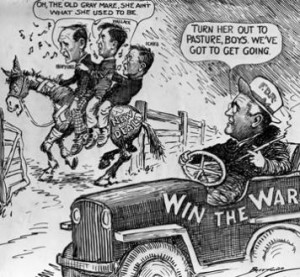 OH, THE OLD GRAY MARE, SHE AIN'T
WHAT SHE USED TO BE.
WALLACE
TURN HER OUT TO
PASTURE, BOYS. WE'VE
GOT TO GET GOING.
F.D.R.
WIN THE WAR